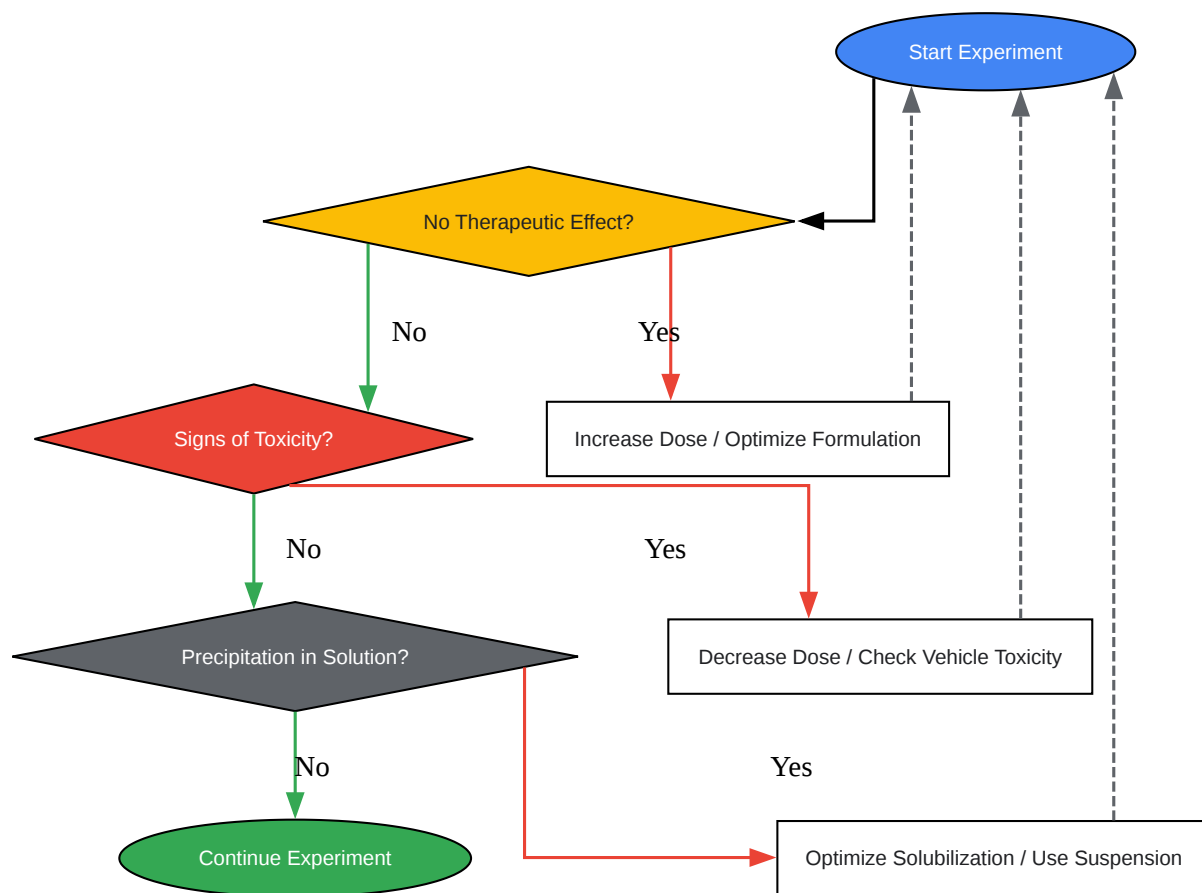 Start Experiment
No Therapeutic Effect?
No
Yes
Signs of Toxicity?
Increase Dose / Optimize Formulation
No
Yes
Precipitation in Solution?
Decrease Dose / Check Vehicle Toxicity
No
Yes
Continue Experiment
Optimize Solubilization / Use Suspension